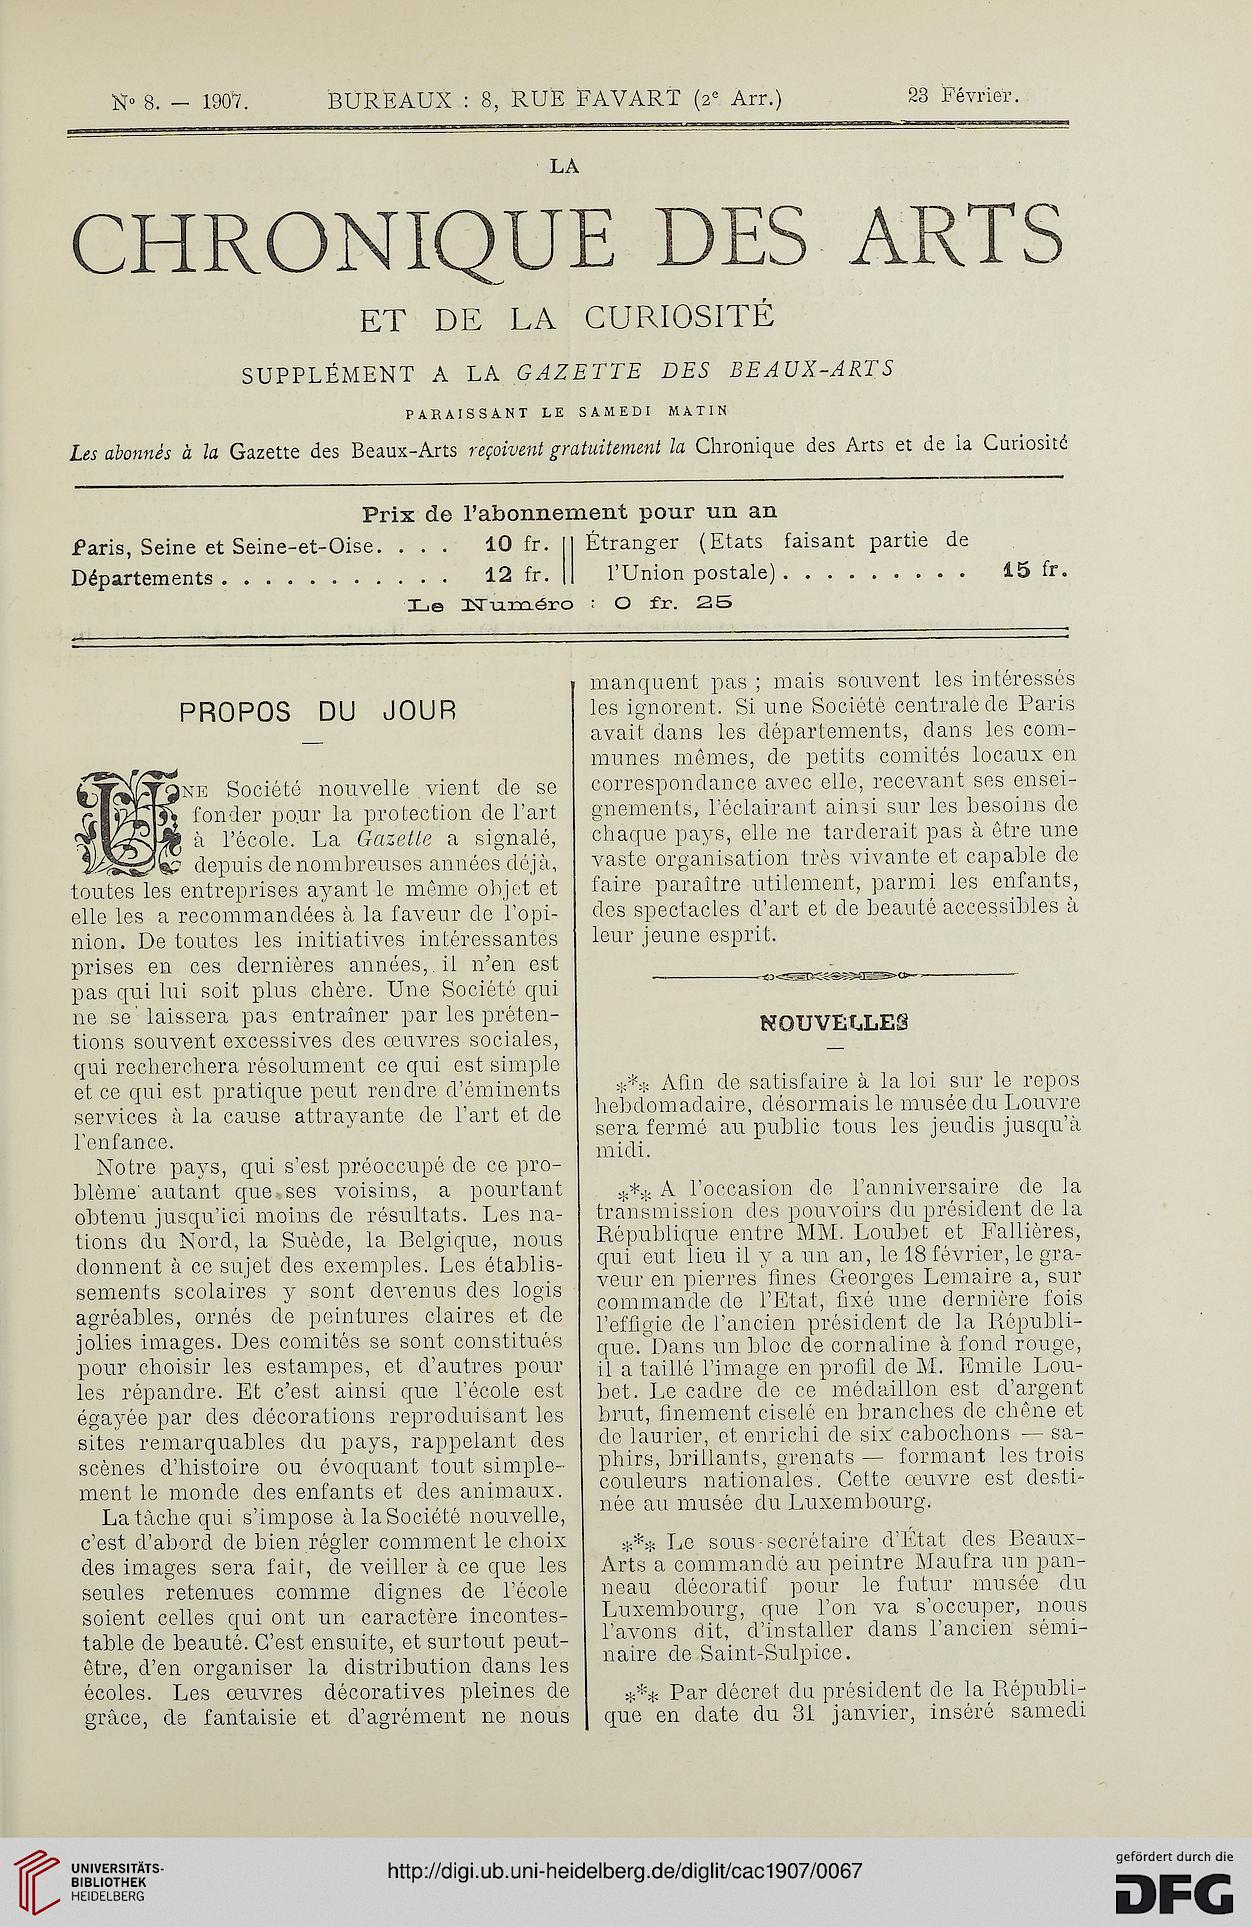 N° 8. — 1907. BUREAUX : 8, RUE FAVART (2e Arr.) 23 Février.
LA
CHRONIQUE DES ARTS
ET DE LA CURIOSITÉ
SUPPLÉMENT A LA GAZETTE DES BEAUX-ARTS
PARAISSANT LE SAMEDI MATIN
Les abonnés à la Gazette des Beaux-Arts reçoivent gratuitement la Chronique des Arts et de la Curiosité
Prix de l'abonnement pour un an
Paris, Seine et Seine-et-Oise. . . . 10 fr.
Départements . . . . . . . . . . . 12 fr.
Étranger (Etats faisant partie de
l'Union postale) . . . . . . . . . 15 fr.
Le Numéro : 0 fr. 25
PROPOS DU JOUR
UNE Société nouvelle vient de se
fonder pour la protection de l'art
à l'école. La Gazette a signalé,
depuis de nombreuses années déjà,
toutes les entreprises ayant le même objet et
elle les a recommandées à la faveur de l'opi-
nion. De toutes les initiatives intéressantes
prises en ces dernières années, il n'en est
pas qui lui soit plus chère. Une Société qui
ne se laissera pas entraîner par les préten-
tions souvent excessives des œuvres sociales,
qui recherchera résolument ce qui est simple
et ce qui est pratique peut rendre d'éminents
services à la cause attrayante de l'art et de
l'enfance.
Notre pays, qui s'est préoccupé de ce pro-
blème autant que ses voisins, a pourtant
obtenu jusqu'ici moins de résultats. Les na-
tions du Nord, la Suède, la Belgique, nous
donnent à ce sujet des exemples. Les établis-
sements scolaires y sont devenus des logis
agréables, ornés de peintures claires et de
jolies images. Des comités se sont constitués
pour choisir les estampes, et d'autres pour
les répandre. Et c'est ainsi que l'école est
égayée par des décorations reproduisant les
sites remarquables du pays, rappelant des
scènes d'histoire ou évoquant tout simple-
ment le monde des enfants et des animaux.
La tâche qui s'impose à la Société nouvelle,
c'est d'abord de bien régler comment le choix
des images sera fait, de veiller à ce que les
seules retenues comme dignes de l'école
soient celles qui ont un caractère incontes-
table de beauté. C'est ensuite, et surtout peut-
être, d'en organiser la distribution dans les
écoles. Les œuvres décoratives pleines de
grâce, de fantaisie et d'agrément ne nous
manquent pas ; mais souvent les intéressés
les ignorent. Si une Société centrale de Paris
avait dans les départements, dans les com-
munes mêmes, de petits comités locaux en
correspondance avec elle, recevant ses ensei-
gnements, l'éclairant ainsi sur les besoins de
chaque pays, elle ne tarderait pas à être une
vaste organisation très vivante et capable de
faire paraître utilement, parmi les enfants,
des spectacles d'art et de beauté accessibles à
leur jeune esprit.
NOUVELLES
*** Afin de satisfaire à la loi sur le repos
hebdomadaire, désormais le musée du Louvre
sera fermé au public tous les jeudis jusqu'à
midi.
*** A l'occasion de l'anniversaire de la
transmission des pouvoirs du président de la
République entre MM. Loubet et Fallières,
qui eut lieu il y a un an, le 18 février, le gra-
veur en pierres fines Georges Lemaire a, sur
commande de l'Etat, fixé une dernière fois
l'effigie de l'ancien président de la Républi-
que. Dans un bloc de cornaline à fond rouge,
il a taillé l'image en profil de M. Emile Lou-
bet. Le cadre de ce médaillon est d'argent
brut, finement ciselé en branches de chêne et
de laurier, et enrichi de six cabochons — sa-
phirs, brillants, grenats — formant les trois
couleurs nationales. Cette œuvre est desti-
née au musée du Luxembourg.
*** Le sous-secrétaire d'État des Beaux-
Arts a commandé au peintre Maufra un pan-
neau décoratif pour le futur musée du
Luxembourg, que l'on va s'occuper, nous
l'avons dit, d'installer dans l'ancien sémi-
naire de Saint-Sulpice.
*** Par décret du président de la Républi-
que en date du 31 janvier, inséré samedi
UNIVERSITÄTS-
BIBLIOTHEK
HEIDELBERG
http://digi.ub.uni-heidelberg.de/diglit/cac1907/0067
gefördert durch die
DFG